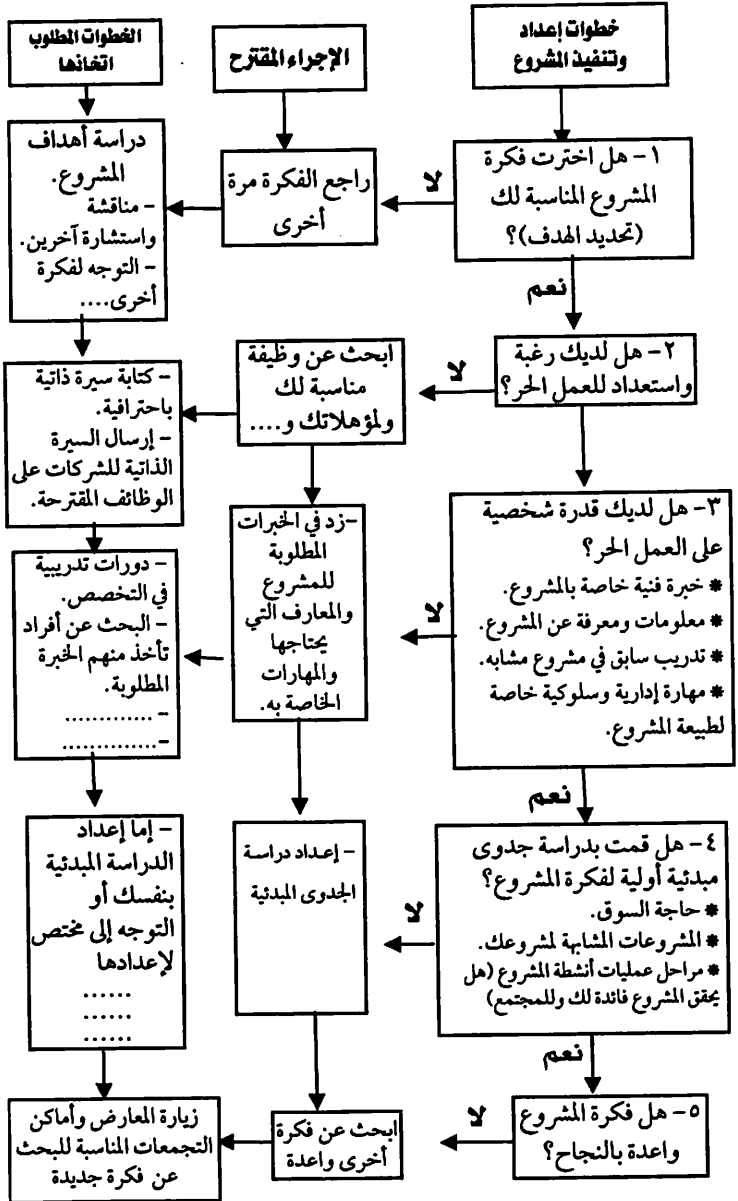 خطوات إعداد
وتنفيذ المشروع
الإجراء المقترح
الخطوات المطلوب
اتخاذها
١- هل اخترت فكرة
المشروع المناسبة لك
(تحديد الهدف)؟
لا
راجع الفكرة مرة
أخرى
دراسة أهداف
المشروع.
- مناقشة
واستشارة آخرين.
- التوجه لفكرة
أخرى....
نعم
٢- هل لديك رغبة
واستعداد للعمل الحر؟
لا
ابحث عن وظيفة
مناسبة لك
ولمؤهلاتك و....
- كتابة سيرة ذاتية
باحترافية.
- إرسال السيرة
الذاتية للشركات على
الوظائف المقترحة.
٣- هل لديك قدرة شخصية
على العمل الحر؟
* خبرة فنية خاصة بالمشروع.
* معلومات ومعرفة عن المشروع.
* تدريب سابق في مشروع مشابه.
* مهارة إدارية وسلوكية خاصة
لطبيعة المشروع.
لا
-زد في الخبرات
المطلوبة
للمشروع
والمعارف التي
يحتاجها
والمهارات
الخاصة به.
- دورات تدريبية
في التخصص.
- البحث عن أفراد
تأخذ منهم الخبرة
المطلوبة.
- .............
-..............
نعم
٤- هل قمت بدراسة جدوى
مبدئية أولية لفكرة المشروع؟
* حاجة السوق.
* المشروعات المشابهة لمشروعك.
* مراحل عمليات أنشطة المشروع (هل
يحقق المشروع فائدة لك وللمجتمع)
لا
- إعداد دراسة
الجدوى المبدئية
- إما إعداد
الدراسة المبدئية
بنفسك أو
التوجه إلى مختص
لإعدادها
......
......
......
نعم
٥- هل فكرة المشروع
واعدة بالنجاح؟
لا
ابحث عن فكرة
أخرى واعدة
زيارة المعارض وأماكن
التجمعات المناسبة للبحث
عن فكرة جديدة